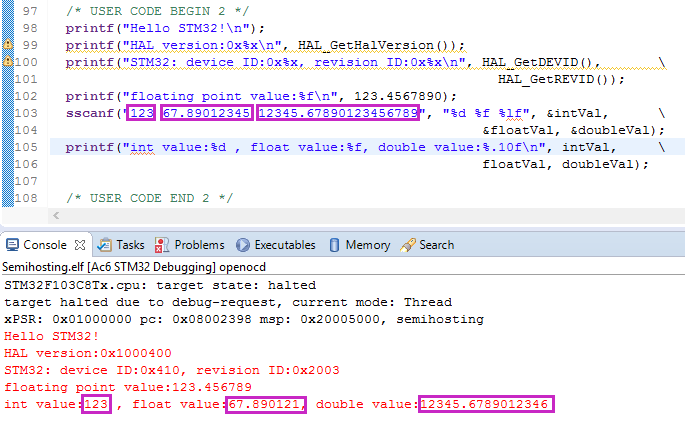 97 /* USER CODE BEGIN 2 */
98 printf("Hello STM32!\n");
99 printf("HAL version:0x%x\n", HAL_GetHalVersion());
100 printf("STM32: device ID:0x%x, revision ID:0x%x\n", HAL_GetDEVID(), \
101 HAL_GetREVID());
102 printf("floating point value:%f\n", 123.4567890);
103 sscanf("123 67.89012345 12345.67890123456789", "%d %f %lf", &intVal, \
104 &floatVal, &doubleVal);
105 printf("int value:%d , float value:%f, double value:%.10f\n", intVal, \
106 floatVal, doubleVal);
107
108 /* USER CODE END 2 */
Console Tasks Problems Executables Memory Search
Semihosting.elf [Ac6 STM32 Debugging] openocd
STM32F103C8Tx.cpu: target state: halted
target halted due to debug-request, current mode: Thread
xPSR: 0x01000000 pc: 0x08002398 msp: 0x20005000, semihosting
Hello STM32!
HAL version:0x1000400
STM32: device ID:0x410, revision ID:0x2003
floating point value:123.456789
int value:123 , float value:67.890121, double value:12345.6789012346